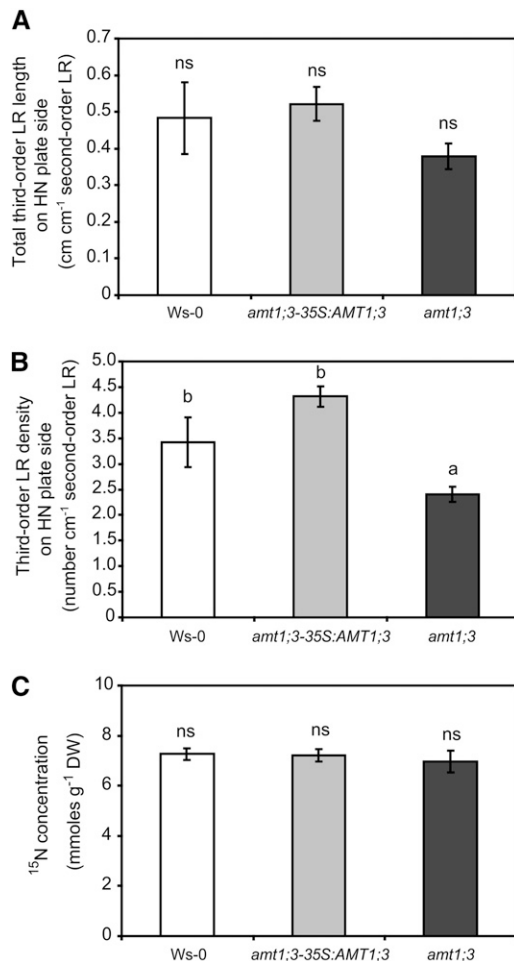 A
Total third-order LR length
on HN plate side
(cm cm⁻¹ second-order LR)
0.7
0.6
0.5
0.4
0.3
0.2
0.1
0
ns
ns
ns
Ws-0
amt1;3-35S:AMT1;3
amt1;3
B
Third-order LR density
on HN plate side
(number cm⁻¹ second-order LR)
5.0
4.5
4.0
3.5
3.0
2.5
2.0
1.5
1.0
0.5
0
b
b
a
Ws-0
amt1;3-35S:AMT1;3
amt1;3
C
¹⁵N concentration
(mmoles g⁻¹ DW)
10
8
6
4
2
0
ns
ns
ns
Ws-0
amt1;3-35S:AMT1;3
amt1;3